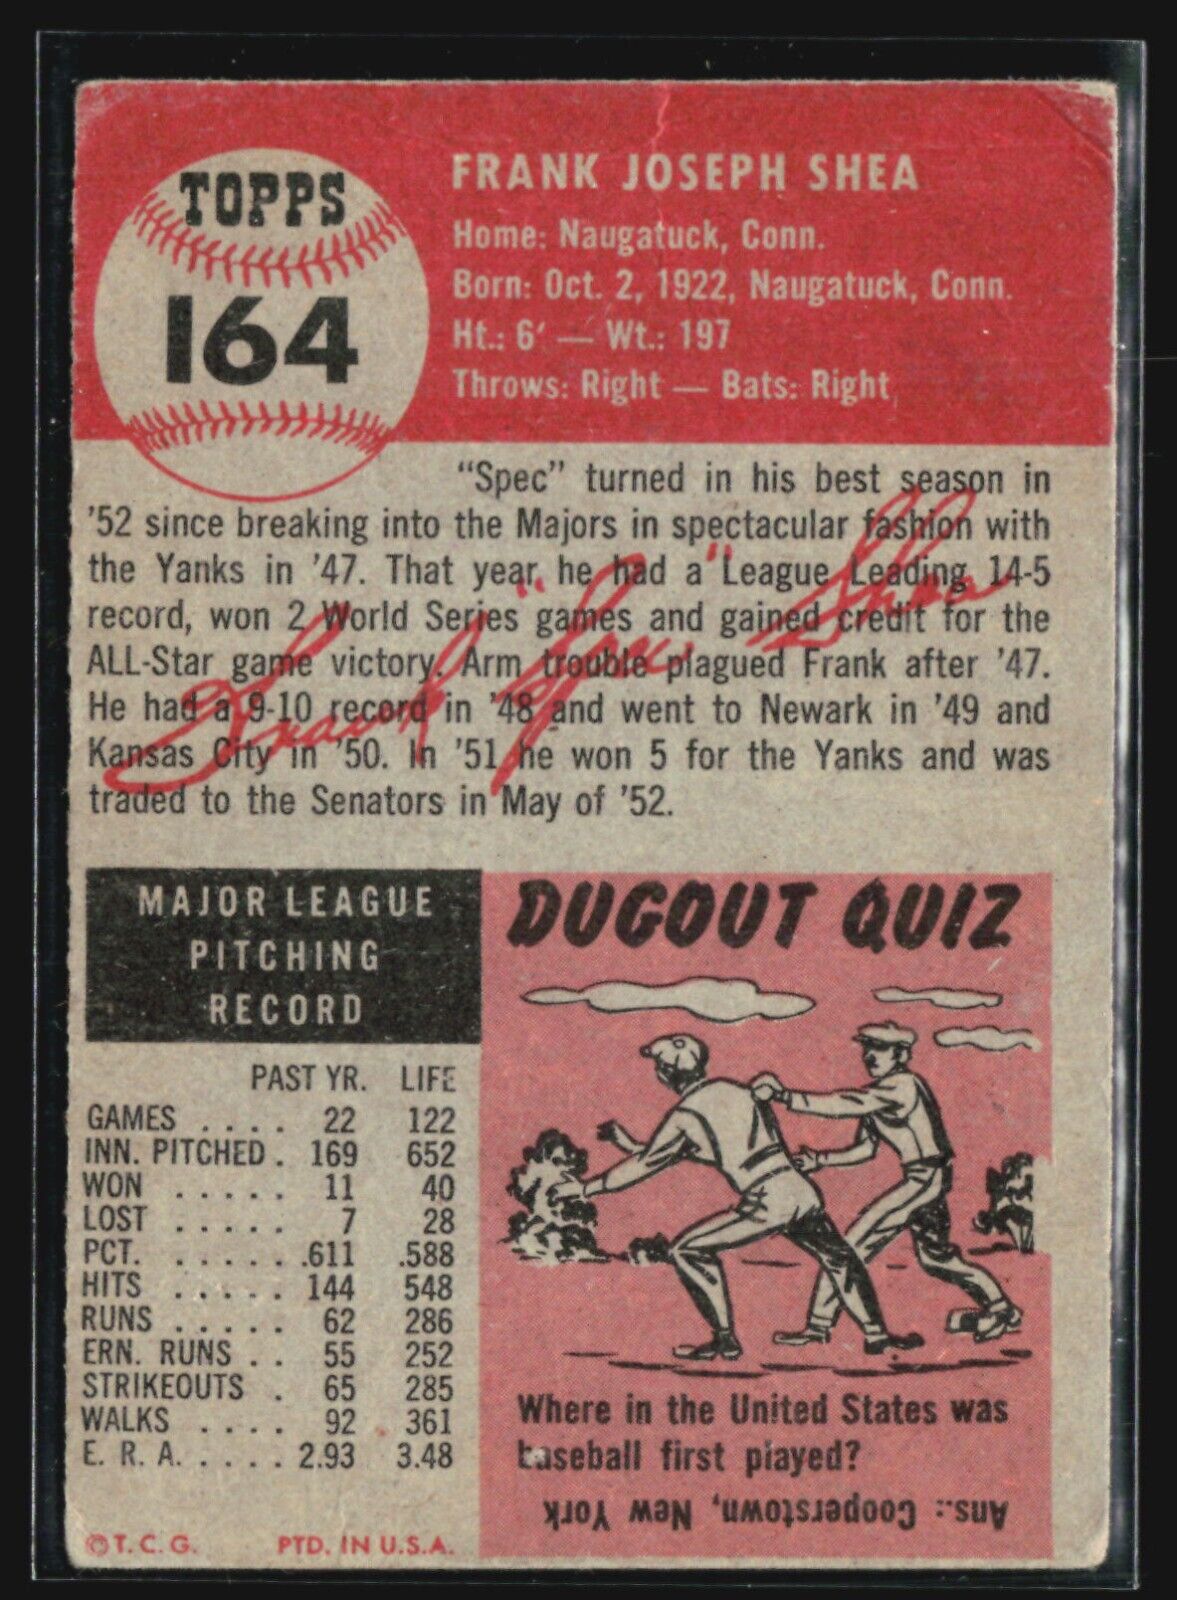 TOPPS
164
FRANK JOSEPH SHEA
Home: Naugatuck, Conn.
Born: Oct. 2, 1922, Naugatuck, Conn.
Ht.: 6' — Wt.: 197
Throws: Right — Bats: Right
"Spec" turned in his best season in
'52 since breaking into the Majors in spectacular fashion with
the Yanks in '47. That year he had a League Leading 14-5
record, won 2 World Series games and gained credit for the
ALL-Star game victory. Arm trouble plagued Frank after '47.
He had a 9-10 record in '48 and went to Newark in '49 and
Kansas City in '50. In '51 he won 5 for the Yanks and was
traded to the Senators in May of '52.
Frank "Spec" Shea
MAJOR LEAGUE
PITCHING
RECORD
PAST YR. LIFE
GAMES . . . . 22 122
INN. PITCHED . 169 652
WON . . . . . 11 40
LOST . . . . . 7 28
PCT. . . . . . .611 .588
HITS . . . . . 144 548
RUNS . . . . . 62 286
ERN. RUNS . . 55 252
STRIKEOUTS . 65 285
WALKS . . . . 92 361
E. R. A. . . . . 2.93 3.48
© T. C. G. PTD. IN U.S.A.
DUGOUT QUIZ
Where in the United States was
baseball first played?
Ans.: Cooperstown, New York